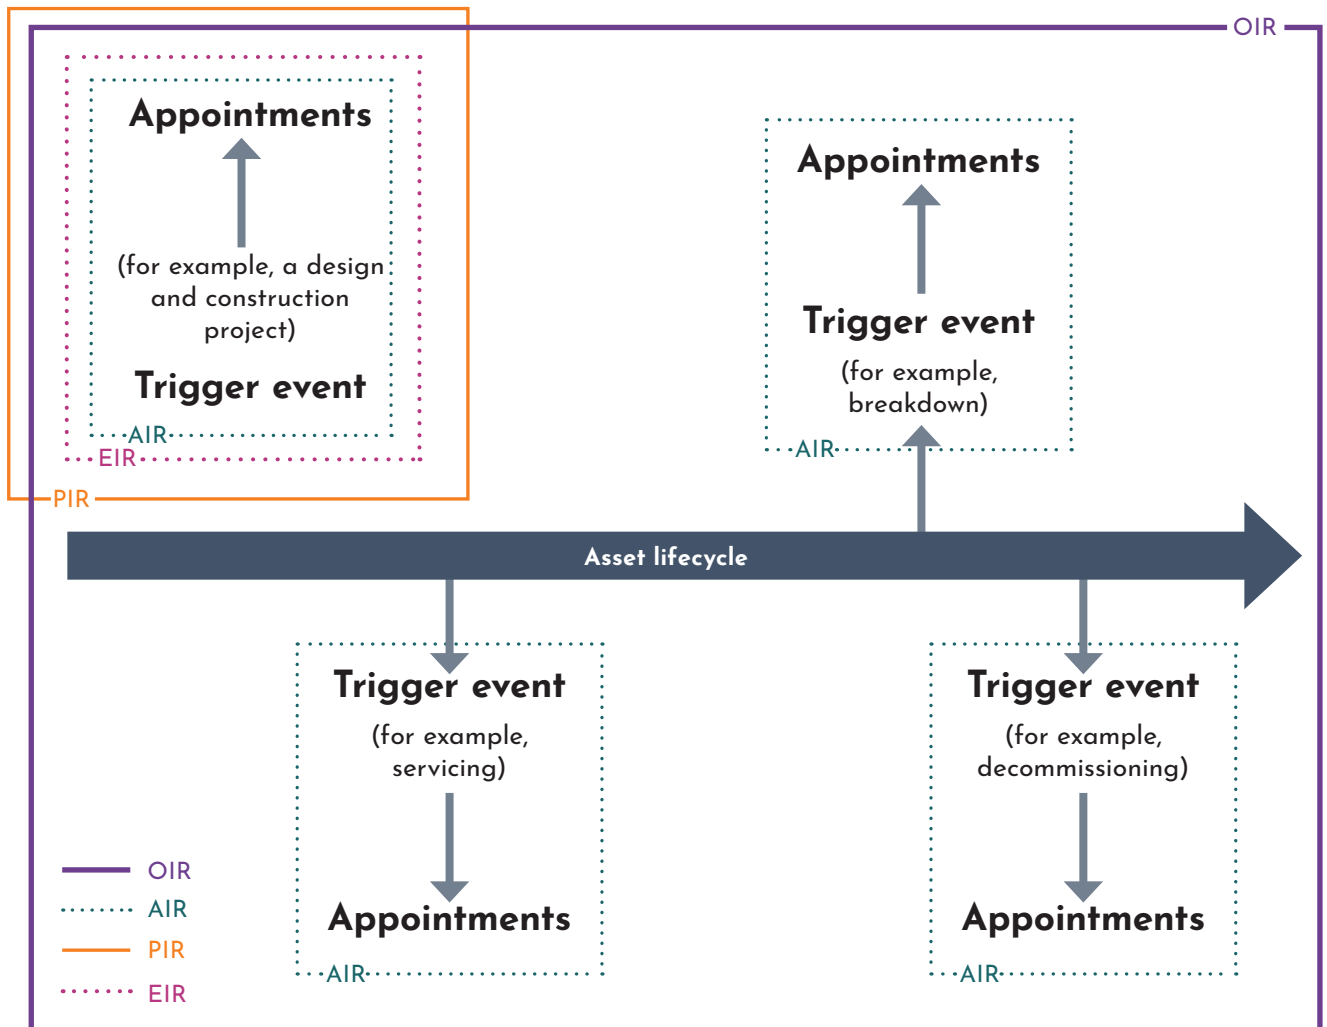 OIR
Appointments
(for example, a design
and construction
project)
Trigger event
AIR
EIR
PIR
Appointments
Trigger event
(for example,
breakdown)
AIR
Asset lifecycle
Trigger event
(for example,
servicing)
Appointments
AIR
Trigger event
(for example,
decommissioning)
Appointments
AIR
OIR
AIR
PIR
EIR